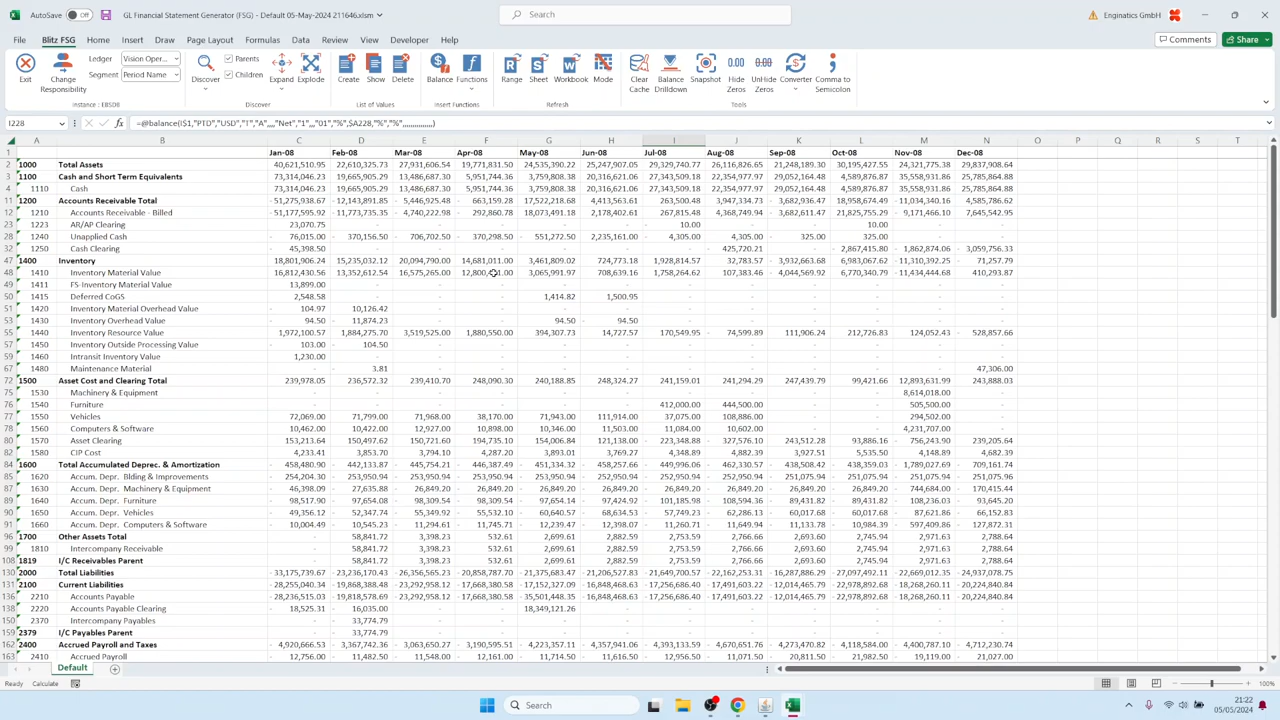 AutoSave Off GL Financial Statement Generator (FSG) - Default 05-May-2024 211646.xlsm Search Enginatics GmbH
File Blitz FSG Home Insert Draw Page Layout Formulas Data Review View Developer Help Comments Share
Ledger Vision Oper... Segment Period Name Parents Children
Exit Change Responsibility Discover Expand Explode Create Show Delete Balance Functions Range Sheet Workbook Mode Clear Cache Balance Drilldown Snapshot Hide Zeros UnHide Zeros Converter Comma to Semicolon
Instance : EBSDB Discover List of Values Insert Functions Refresh Tools
I228 =@balance(I$1,"PTD","USD","T","A",,,,"Net","1",,,"01","%",$A228,"%","%",,,,,,,,,,,,,,,,)
A B C D E F G H I J K L M N O P Q R S T
1 Jan-08 Feb-08 Mar-08 Apr-08 May-08 Jun-08 Jul-08 Aug-08 Sep-08 Oct-08 Nov-08 Dec-08
2 1000 Total Assets 40,621,510.95 22,610,325.73 27,931,606.54 19,771,831.50 24,535,390.22 25,247,907.05 29,329,740.77 26,116,826.65 21,248,189.30 30,195,427.55 24,321,775.38 29,837,908.64
3 1100 Cash and Short Term Equivalents 73,314,046.23 19,665,905.30 13,486,687.30 5,951,744.36 3,759,808.38 20,316,621.06 27,343,509.18 22,354,977.97 29,052,164.48 4,589,876.87 35,558,931.86 25,785,864.88
4 1110 Cash 73,314,046.23 19,665,905.30 13,486,687.30 5,951,744.36 3,759,808.38 20,316,621.06 27,343,509.18 22,354,977.97 29,052,164.48 4,589,876.87 35,558,931.86 25,785,864.88
11 1200 Accounts Receivable Total - 51,275,938.67 - 12,143,891.85 - 5,446,925.48 - 663,159.28 17,522,218.68 4,413,563.61 263,500.48 3,947,334.73 - 3,682,936.47 18,958,469.39 - 11,034,340.16 4,585,786.62
12 1210 Accounts Receivable - Billed - 51,177,595.92 - 11,773,735.35 - 4,740,222.98 - 292,860.78 18,073,491.18 2,178,402.61 267,815.48 4,368,749.94 - 3,682,611.47 21,825,755.29 - 9,171,466.10 7,645,542.95
23 1223 AR/AP Clearing 23,070.75 - - - - - 10.00 - - 10.00 - -
26 1240 Unapplied Cash - 76,015.00 - 370,156.50 - 706,702.50 - 370,298.50 - 551,272.50 2,235,161.00 - 4,305.00 4,305.00 - 325.00 325.00 - -
32 1250 Cash Clearing - 45,398.50 - - - - - - - 425,720.21 - - 2,867,415.80 - 1,862,874.06 - 3,059,756.33
47 1400 Inventory 18,801,906.24 15,235,032.12 20,094,790.00 14,681,011.00 3,461,809.02 724,773.18 1,928,814.57 - 32,783.57 - 3,932,663.68 6,983,067.62 - 11,310,392.25 - 71,257.79
48 1410 Inventory Material Value 16,812,430.56 13,352,612.54 16,575,265.00 3,065,991.97 708,639.16 1,758,264.62 - 107,383.46 - 4,044,569.92 6,770,340.79 - 11,434,444.68 410,293.87
49 1411 FS-Inventory Material Value 13,899.00 - - - - - - - - - - -
50 1415 Deferred CoGS 2,548.58 - - - 1,414.82 1,500.95 - - - - - -
51 1420 Inventory Material Overhead Value - 104.97 10,126.42 - - - - - - - - - -
53 1430 Inventory Overhead Value - 94.50 - 11,874.23 - - 94.50 - 94.50 - - - - - -
55 1440 Inventory Resource Value 1,972,100.57 1,884,275.70 3,519,525.00 1,880,550.00 394,307.73 14,727.57 170,549.95 74,599.89 111,906.24 212,726.83 124,052.43 - 528,857.66
57 1450 Inventory Outside Processing Value - 103.00 - 104.50 - - - - - - - - - -
59 1460 Intransit Inventory Value 1,230.00 - - - - - - - - - - -
67 1480 Maintenance Material - - 3.81 - - - - - - - - - 47,306.00
72 1500 Asset Cost and Clearing Total 239,978.05 236,572.32 239,410.70 248,090.30 240,188.85 248,324.27 241,159.01 241,294.29 247,439.79 99,421.66 12,893,631.99 243,888.03
75 1530 Machinery & Equipment - - - - - - - - - - 8,614,018.00 -
76 1540 Furniture - - - - - - 412,000.00 444,500.00 - - 505,500.00 -
77 1550 Vehicles 72,069.00 71,799.00 71,968.00 38,170.00 71,943.00 111,914.00 37,075.00 108,886.00 - - 294,502.00 -
78 1560 Computers & Software 10,462.00 10,422.00 12,927.00 10,898.00 10,346.00 11,503.00 11,084.00 10,602.00 - - 4,231,707.00 -
80 1570 Asset Clearing 153,213.64 150,497.62 150,721.60 194,735.10 154,006.84 121,138.00 - 223,348.88 - 327,576.10 243,512.28 93,886.16 - 756,243.90 239,205.64
82 1580 CIP Cost 4,233.41 3,853.70 3,794.10 4,287.20 3,893.01 3,769.27 4,348.89 4,882.39 3,927.51 5,535.50 4,148.89 4,682.39
84 1600 Total Accumulated Deprec. & Amortization - 458,480.90 - 442,133.87 - 445,754.21 - 446,387.49 - 451,334.32 - 458,257.66 - 449,996.06 - 462,330.57 - 438,508.42 - 438,359.03 - 1,789,027.69 - 709,161.74
85 1620 Accum. Depr. Blding & Improvements - 254,204.30 - 253,950.94 - 253,950.94 - 253,950.94 - 253,950.94 - 252,950.94 - 252,950.94 - 252,950.94 - 251,075.94 - 251,075.94 - 251,075.94 - 251,075.96
87 1630 Accum. Depr. Machinery & Equipment - 46,398.09 - 27,635.88 - 26,849.20 - 26,849.20 - 26,849.20 - 26,849.20 - 26,849.20 - 26,849.20 - 26,849.20 - 26,849.20 - 744,684.00 - 170,415.44
89 1640 Accum. Depr. Furniture - 98,517.90 - 97,654.08 - 98,309.54 - 97,654.08 - 97,654.14 - 97,424.92 - 101,185.98 - 108,594.36 - 89,431.82 - 89,431.82 - 108,236.03 - 93,645.20
90 1650 Accum. Depr. Vehicles - 49,356.12 - 52,347.74 - 55,349.92 - 55,532.10 - 60,017.53 - 68,634.53 - 57,749.23 - 62,286.13 - 60,017.68 - 60,017.68 - 87,621.86 - 66,152.83
91 1660 Accum. Depr. Computers & Software - 10,004.49 - 10,545.23 - 11,294.61 - 11,745.71 - 12,239.47 - 12,398.07 - 11,260.71 - 11,649.94 - 11,133.78 - 10,984.39 - 597,409.86 - 127,872.31
96 1700 Other Assets Total - 58,841.72 3,398.23 532.61 2,699.61 2,882.59 2,753.59 2,766.66 2,693.60 2,745.94 2,971.63 2,788.64
99 1810 Intercompany Receivable - 58,841.72 3,398.23 532.61 2,699.61 2,882.59 2,753.59 2,766.66 2,693.60 2,745.94 2,971.63 2,788.64
108 1819 I/C Receivables Parent - 58,841.72 3,398.23 532.61 2,699.61 2,882.59 2,753.59 2,766.66 2,693.60 2,745.94 2,971.63 2,788.64
130 2000 Total Liabilities - 33,175,739.67 - 23,236,170.43 - 26,356,565.23 - 20,858,787.70 - 21,375,683.47 - 21,206,527.83 - 21,649,700.57 - 22,162,253.51 - 16,287,886.29 - 27,097,492.71 - 22,669,012.35 - 24,937,078.75
131 2100 Current Liabilities - 28,255,040.34 - 19,868,388.48 - 23,292,958.12 - 17,668,380.58 - 17,152,327.09 - 16,848,468.63 - 17,256,686.40 - 17,491,603.22 - 12,014,465.79 - 22,978,892.68 - 18,268,260.11 - 20,224,840.84
136 2210 Accounts Payable - 28,236,515.03 - 19,818,578.69 - 23,292,958.12 - 17,668,380.58 - 35,501,448.35 - 16,848,468.63 - 17,256,686.40 - 17,491,603.22 - 12,014,465.79 - 22,978,892.68 - 18,268,260.11 - 20,224,840.84
138 2220 Accounts Payable Clearing - 18,525.31 - 16,035.00 - - 18,349,121.26 - - - - - - -
150 2370 Intercompany Payables - - 33,774.79 - - - - - - - - - -
159 2379 I/C Payables Parent - - 33,774.79 - - - - - - - - - -
162 2400 Accrued Payroll and Taxes - 4,920,666.53 - 3,367,742.36 - 3,063,650.27 - 3,190,595.51 - 4,223,356.38 - 4,357,941.06 - 4,393,133.59 - 4,670,651.76 - 4,273,470.82 - 4,118,584.00 - 4,400,787.10 - 4,712,230.74
163 2410 Accrued Payroll - 12,756.00 - 11,482.50 - 11,548.00 - 12,161.00 - 11,714.50 - 11,616.50 - 12,956.50 - 11,071.50 - 20,811.50 - 21,982.50 - 19,119.00 - 21,027.00
Default
Ready Calculate 100%
Search 21:22
05/05/2024